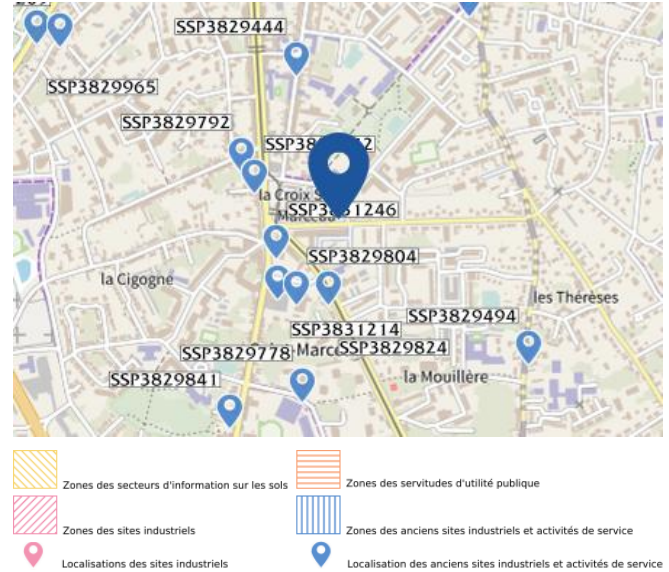 SSP3829444
SSP3829965
SSP3829792
la Croix
Marceau
SSP3831246
SSP3829804
la Cigogne
les Thérèses
SSP3829494
SSP3831214
SSP3829778
SSP3829824
SSP3829841
la Mouillère
Zones des secteurs d'information sur les sols
Zones des servitudes d'utilité publique
Zones des sites industriels
Zones des anciens sites industriels et activités de service
Localisations des sites industriels
Localisation des anciens sites industriels et activités de service